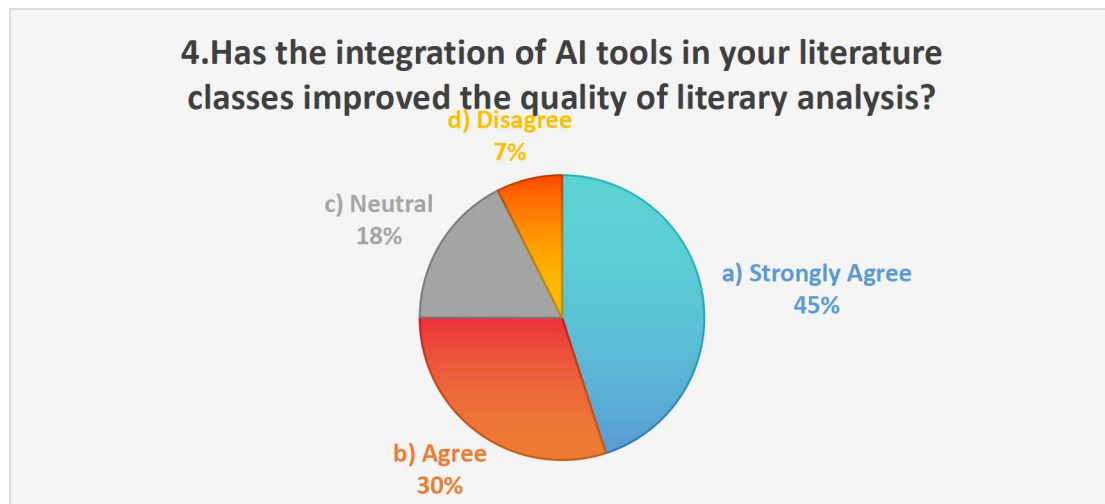 4.Has the integration of AI tools in your literature
classes improved the quality of literary analysis?
d) Disagree
7%
c) Neutral
18%
a) Strongly Agree
45%
b) Agree
30%